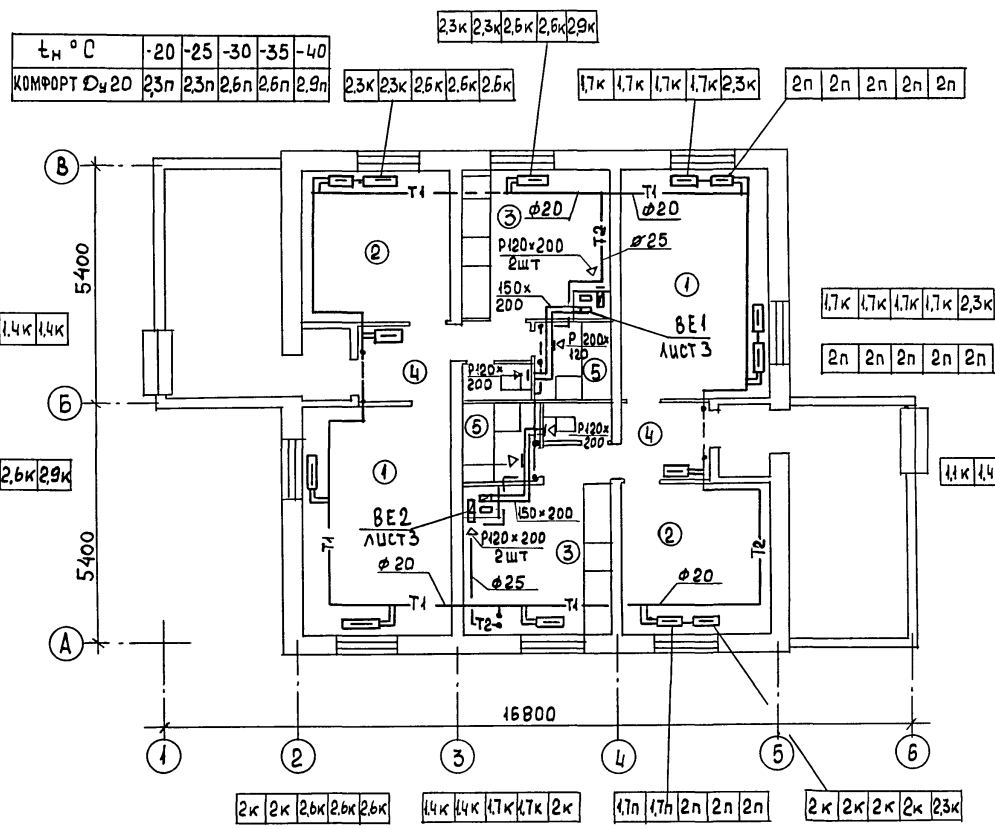 2,3к 2,3к 2,6к 2,6к 2,9к
tн °C -20 -25 -30 -35 -40
КОМФОРТ Ду 20 2,3п 2,3п 2,6п 2,6п 2,9п
2,3к 2,3к 2,6к 2,6к 2,6к
1,7к 1,7к 1,7к 1,7к 2,3к
2п 2п 2п 2п 2п
В
Т1
Т1
ф20
ф20
3
Т2
ф25
2
Р120×200
2шт
5400
150×
200
1
1,7к 1,7к 1,7к 1,7к 2,3к
1,4к 1,4к
ВЕ1
ЛИСТ 3
Р 200×
120
2п 2п 2п 2п 2п
4
Р120×
200
5
Б
5
Р120×
200
4
2,6к 2,9к
1
1,1к 1,4
ВЕ2
ЛИСТ 3
150×200
Р120×200
2шт
3
2
Т1
Т2
5400
ф20
ф25
ф20
Т1
Т1
Т2
А
16800
1 2 3 4 5 6
2к 2к 2,6к 2,6к 2,6к
1,4к 1,4к 1,7к 1,7к 2к
1,7п 1,7п 2п 2п 2п
2к 2к 2к 2к 2,3к